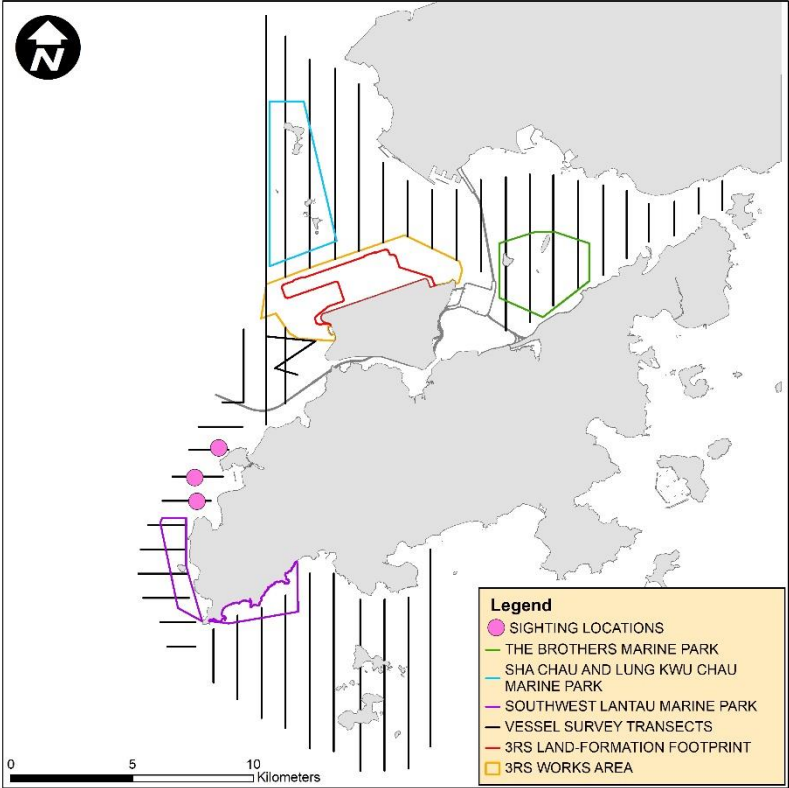 N
Legend
SIGHTING LOCATIONS
THE BROTHERS MARINE PARK
SHA CHAU AND LUNG KWU CHAU
MARINE PARK
SOUTHWEST LANTAU MARINE PARK
VESSEL SURVEY TRANSECTS
3RS LAND-FORMATION FOOTPRINT
3RS WORKS AREA
0 5 10
Kilometers